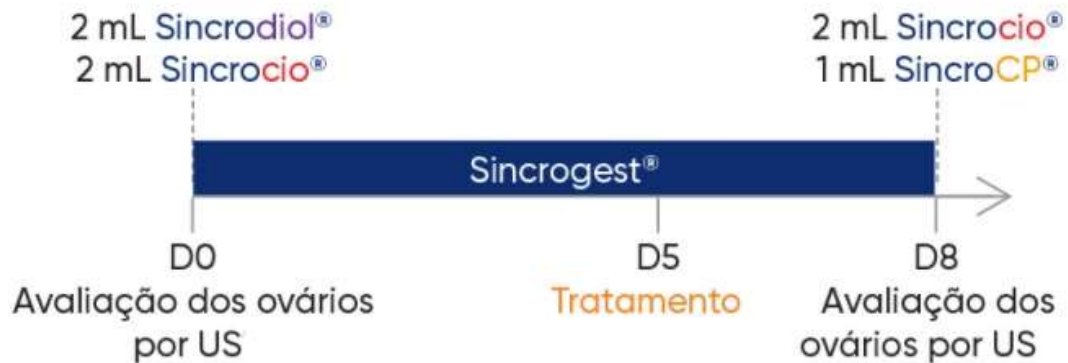 2 mL Sincrodiol®
2 mL Sincrocio®
2 mL Sincrocio®
1 mL SincroCP®
Sincrogest®
D0
Avaliação dos ovários
por US
D5
Tratamento
D8
Avaliação dos
ovários por US